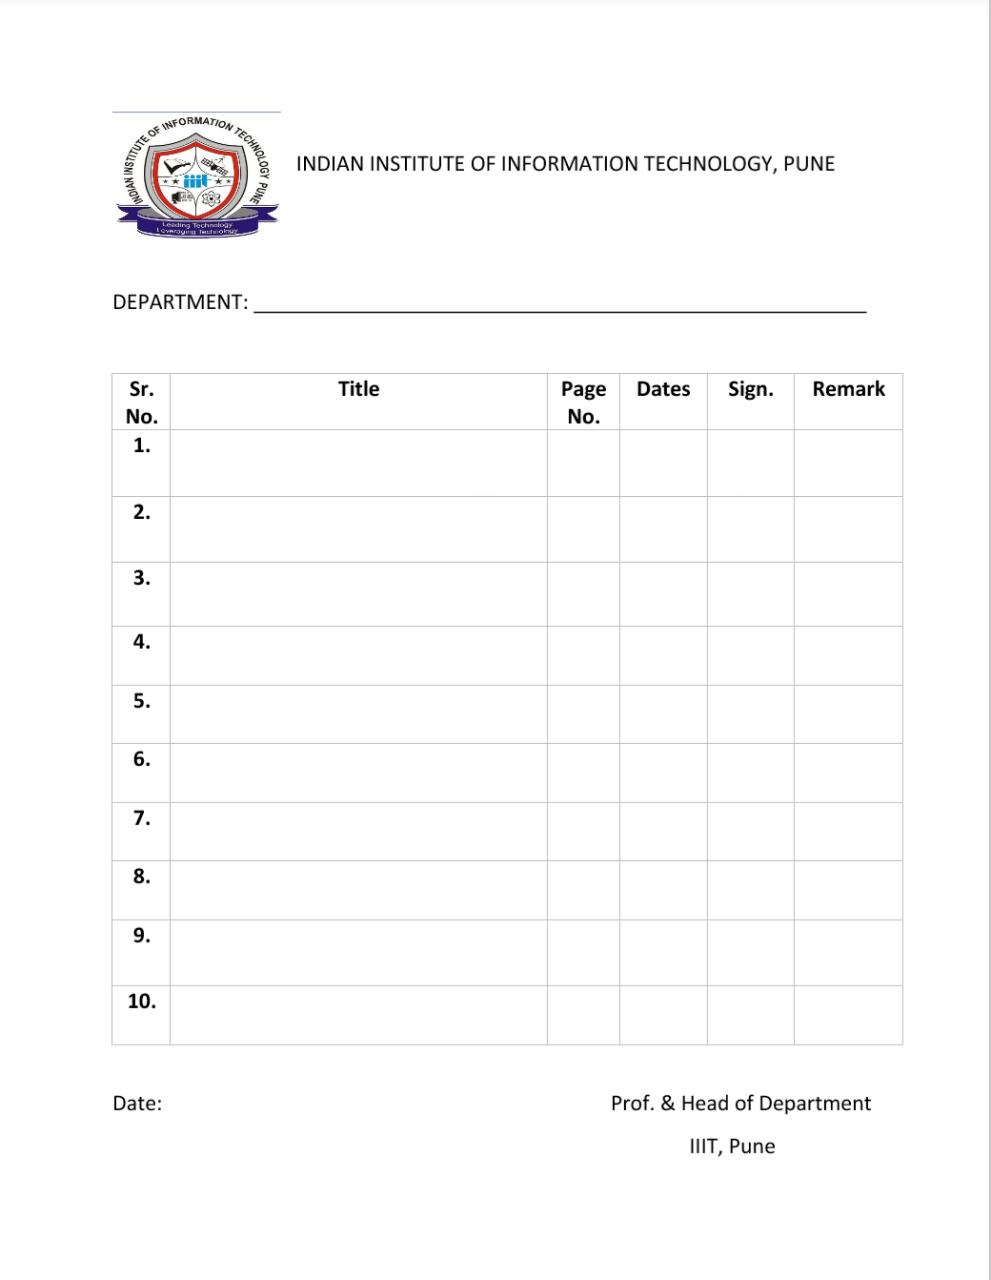 INDIAN INSTITUTE OF INFORMATION TECHNOLOGY PUNE
Leading Technology
Leveraging Technology
INDIAN INSTITUTE OF INFORMATION TECHNOLOGY, PUNE
DEPARTMENT:
Sr. No. Title Page No. Dates Sign. Remark
1.
2.
3.
4.
5.
6.
7.
8.
9.
10.
Date: Prof. & Head of Department
IIIT, Pune